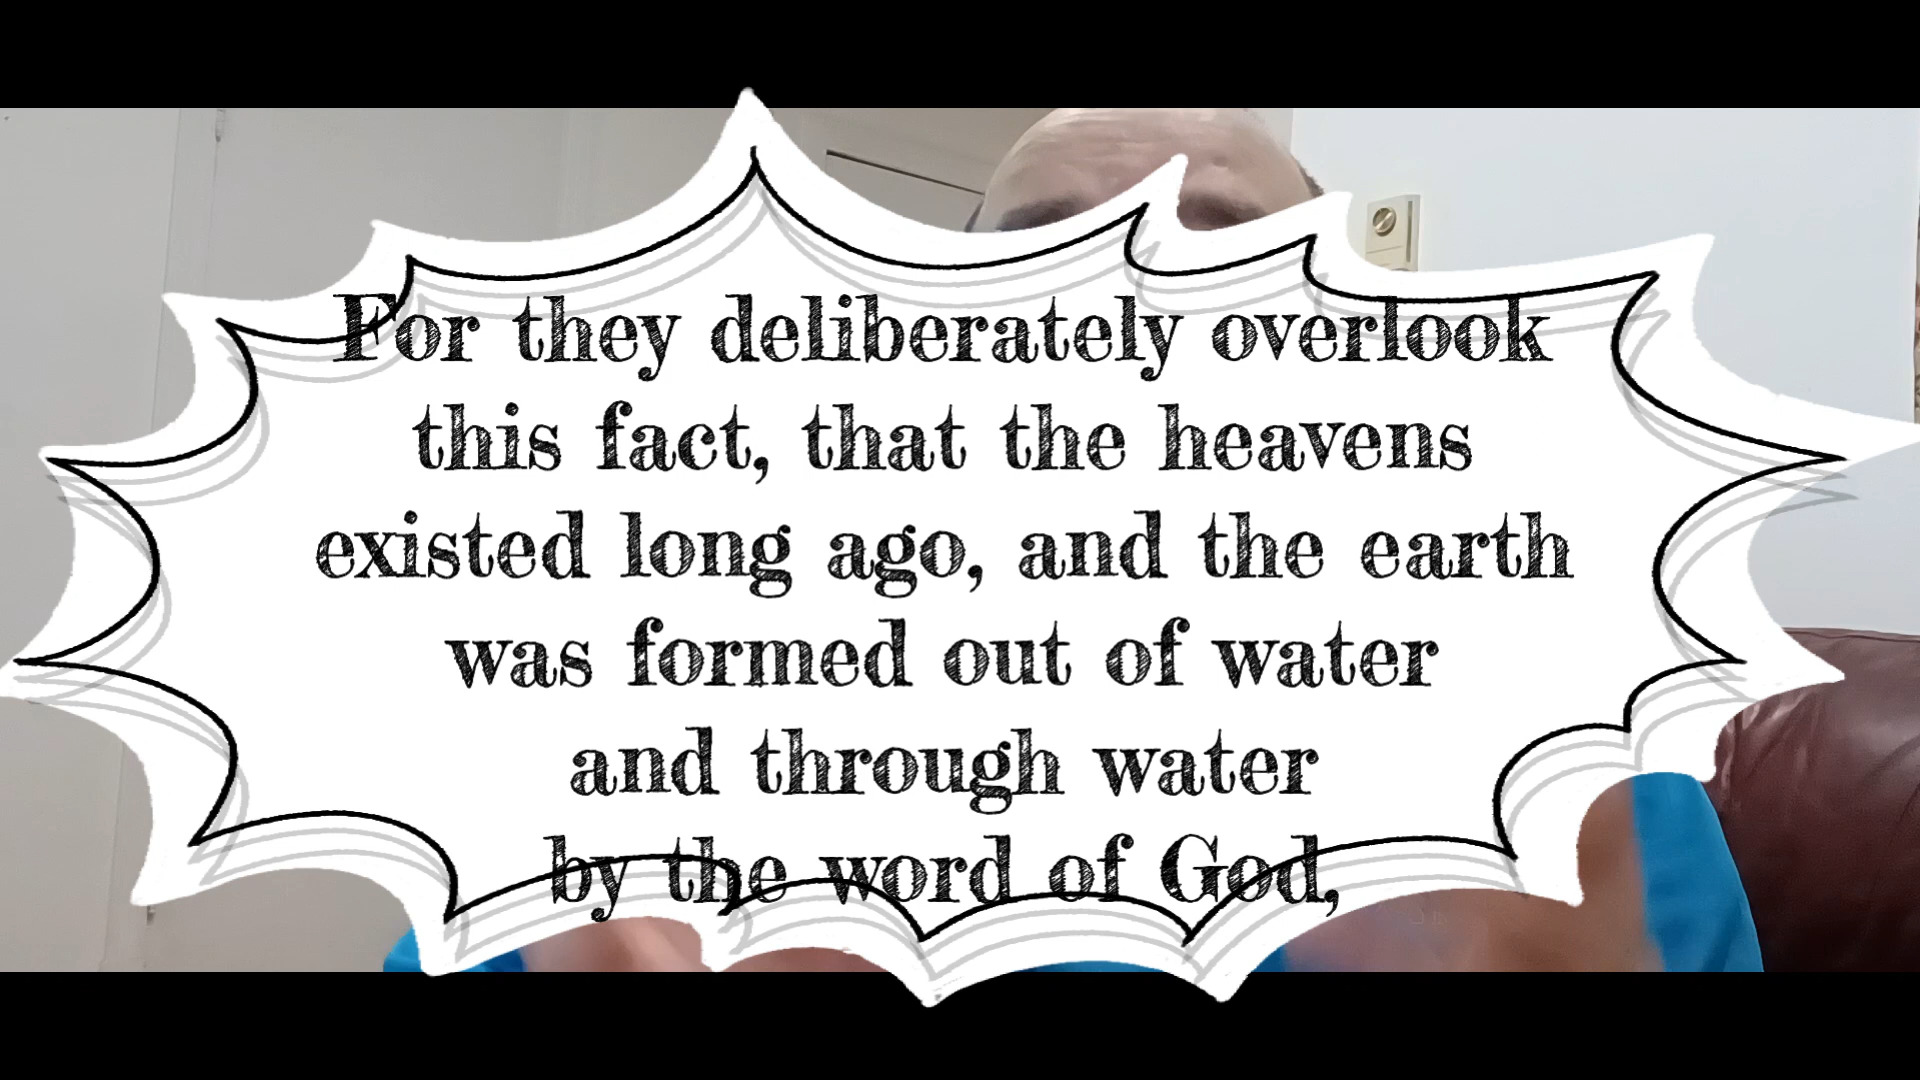 For they deliberately overlook
this fact, that the heavens
existed long ago, and the earth
was formed out of water
and through water
by the word of God,